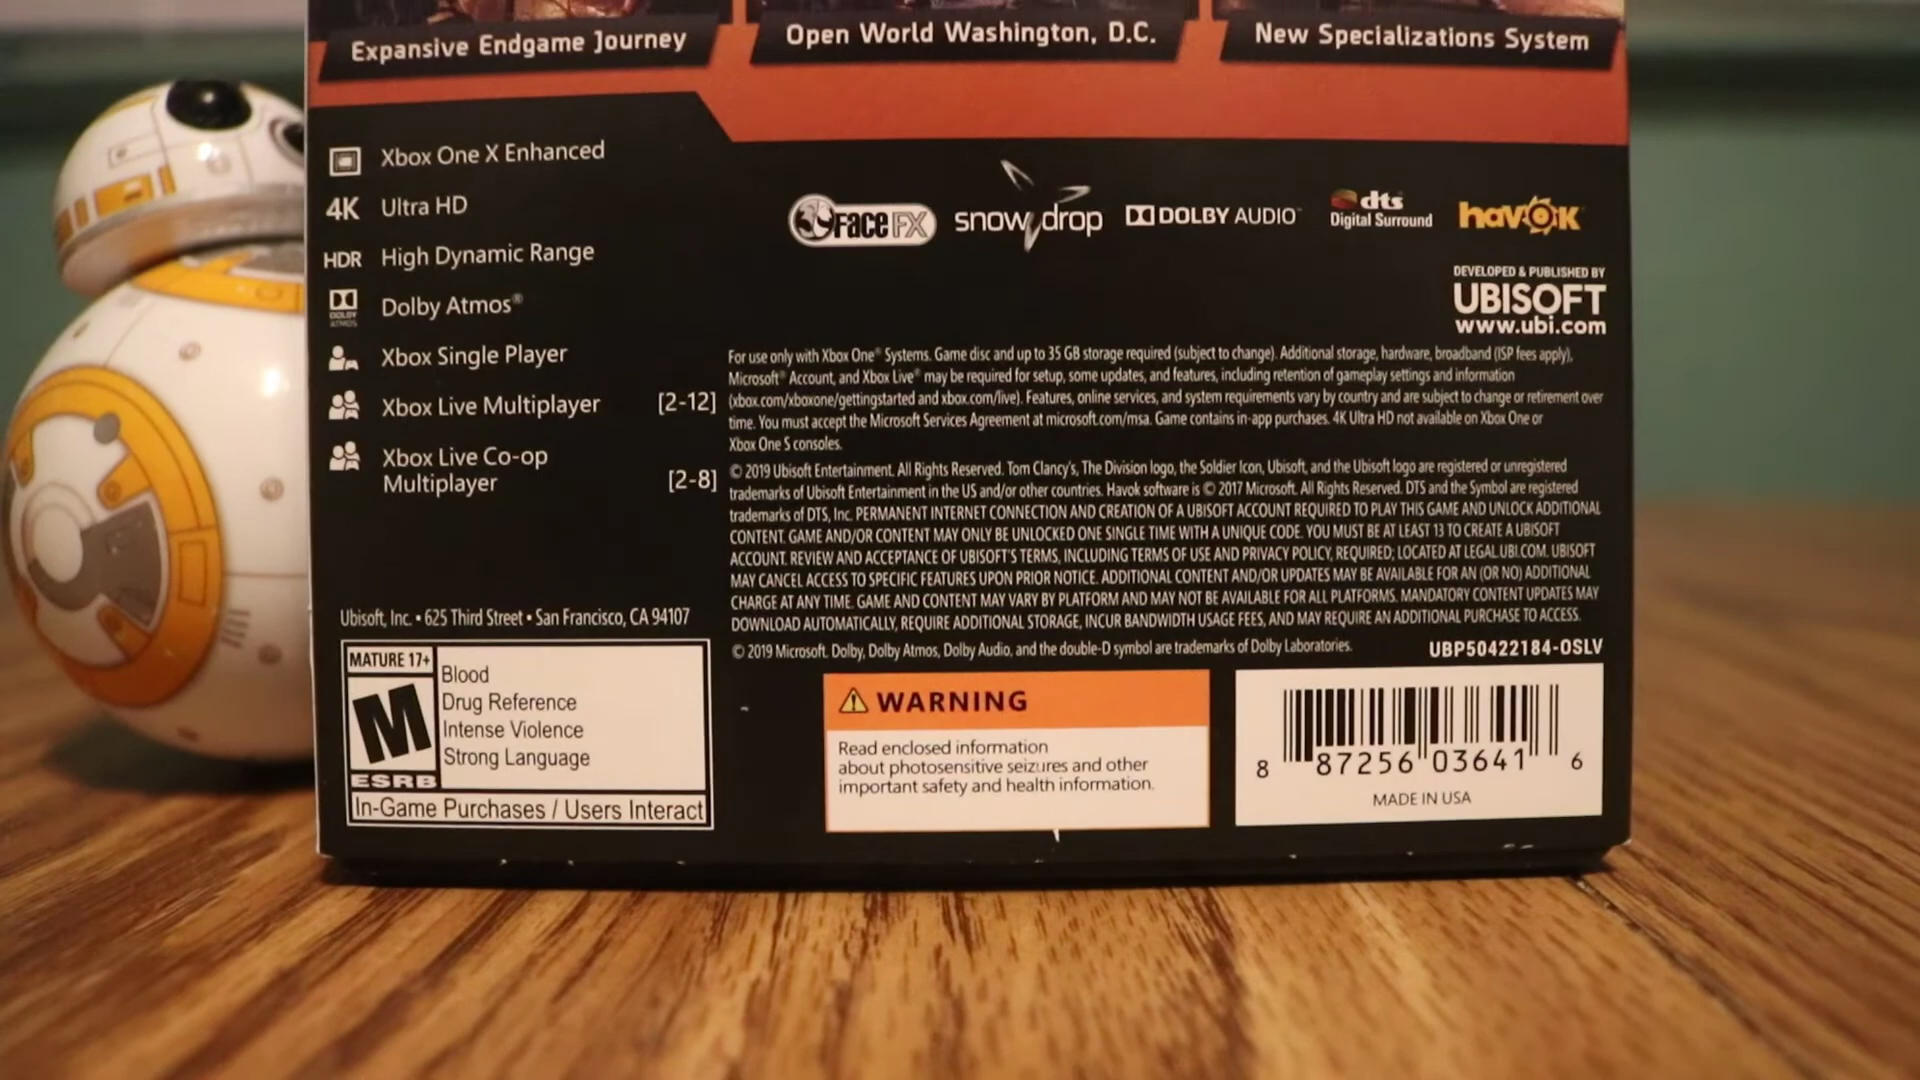 Expansive Endgame Journey
Open World Washington, D.C.
New Specializations System
Xbox One X Enhanced
4K Ultra HD
HDR High Dynamic Range
DOLBY ATMOS Dolby Atmos®
Xbox Single Player
Xbox Live Multiplayer [2-12]
Xbox Live Co-op
Multiplayer [2-8]
FaceFX
snowdrop
DOLBY AUDIO™
dts
Digital Surround
havok
DEVELOPED & PUBLISHED BY
UBISOFT
www.ubi.com
For use only with Xbox One® Systems. Game disc and up to 35 GB storage required (subject to change). Additional storage, hardware, broadband (ISP fees apply),
Microsoft® Account, and Xbox Live® may be required for setup, some updates, and features, including retention of gameplay settings and information
(xbox.com/xboxone/gettingstarted and xbox.com/live). Features, online services, and system requirements vary by country and are subject to change or retirement over
time. You must accept the Microsoft Services Agreement at microsoft.com/msa. Game contains in-app purchases. 4K Ultra HD not available on Xbox One or
Xbox One S consoles.
© 2019 Ubisoft Entertainment. All Rights Reserved. Tom Clancy's, The Division logo, the Soldier Icon, Ubisoft, and the Ubisoft logo are registered or unregistered
trademarks of Ubisoft Entertainment in the US and/or other countries. Havok software is © 2017 Microsoft. All Rights Reserved. DTS and the Symbol are registered
trademarks of DTS, Inc. PERMANENT INTERNET CONNECTION AND CREATION OF A UBISOFT ACCOUNT REQUIRED TO PLAY THIS GAME AND UNLOCK ADDITIONAL
CONTENT. GAME AND/OR CONTENT MAY ONLY BE UNLOCKED ONE SINGLE TIME WITH A UNIQUE CODE. YOU MUST BE AT LEAST 13 TO CREATE A UBISOFT
ACCOUNT. REVIEW AND ACCEPTANCE OF UBISOFT'S TERMS, INCLUDING TERMS OF USE AND PRIVACY POLICY, REQUIRED; LOCATED AT LEGAL.UBI.COM. UBISOFT
MAY CANCEL ACCESS TO SPECIFIC FEATURES UPON PRIOR NOTICE. ADDITIONAL CONTENT AND/OR UPDATES MAY BE AVAILABLE FOR AN (OR NO) ADDITIONAL
CHARGE AT ANY TIME. GAME AND CONTENT MAY VARY BY PLATFORM AND MAY NOT BE AVAILABLE FOR ALL PLATFORMS. MANDATORY CONTENT UPDATES MAY
DOWNLOAD AUTOMATICALLY, REQUIRE ADDITIONAL STORAGE, INCUR BANDWIDTH USAGE FEES, AND MAY REQUIRE AN ADDITIONAL PURCHASE TO ACCESS.
© 2019 Microsoft. Dolby, Dolby Atmos, Dolby Audio, and the double-D symbol are trademarks of Dolby Laboratories.
UBP50422184-OSLV
Ubisoft, Inc. • 625 Third Street • San Francisco, CA 94107
MATURE 17+
M
ESRB
Blood
Drug Reference
Intense Violence
Strong Language
In-Game Purchases / Users Interact
WARNING
Read enclosed information
about photosensitive seizures and other
important safety and health information.
8 87256 03641 6
MADE IN USA